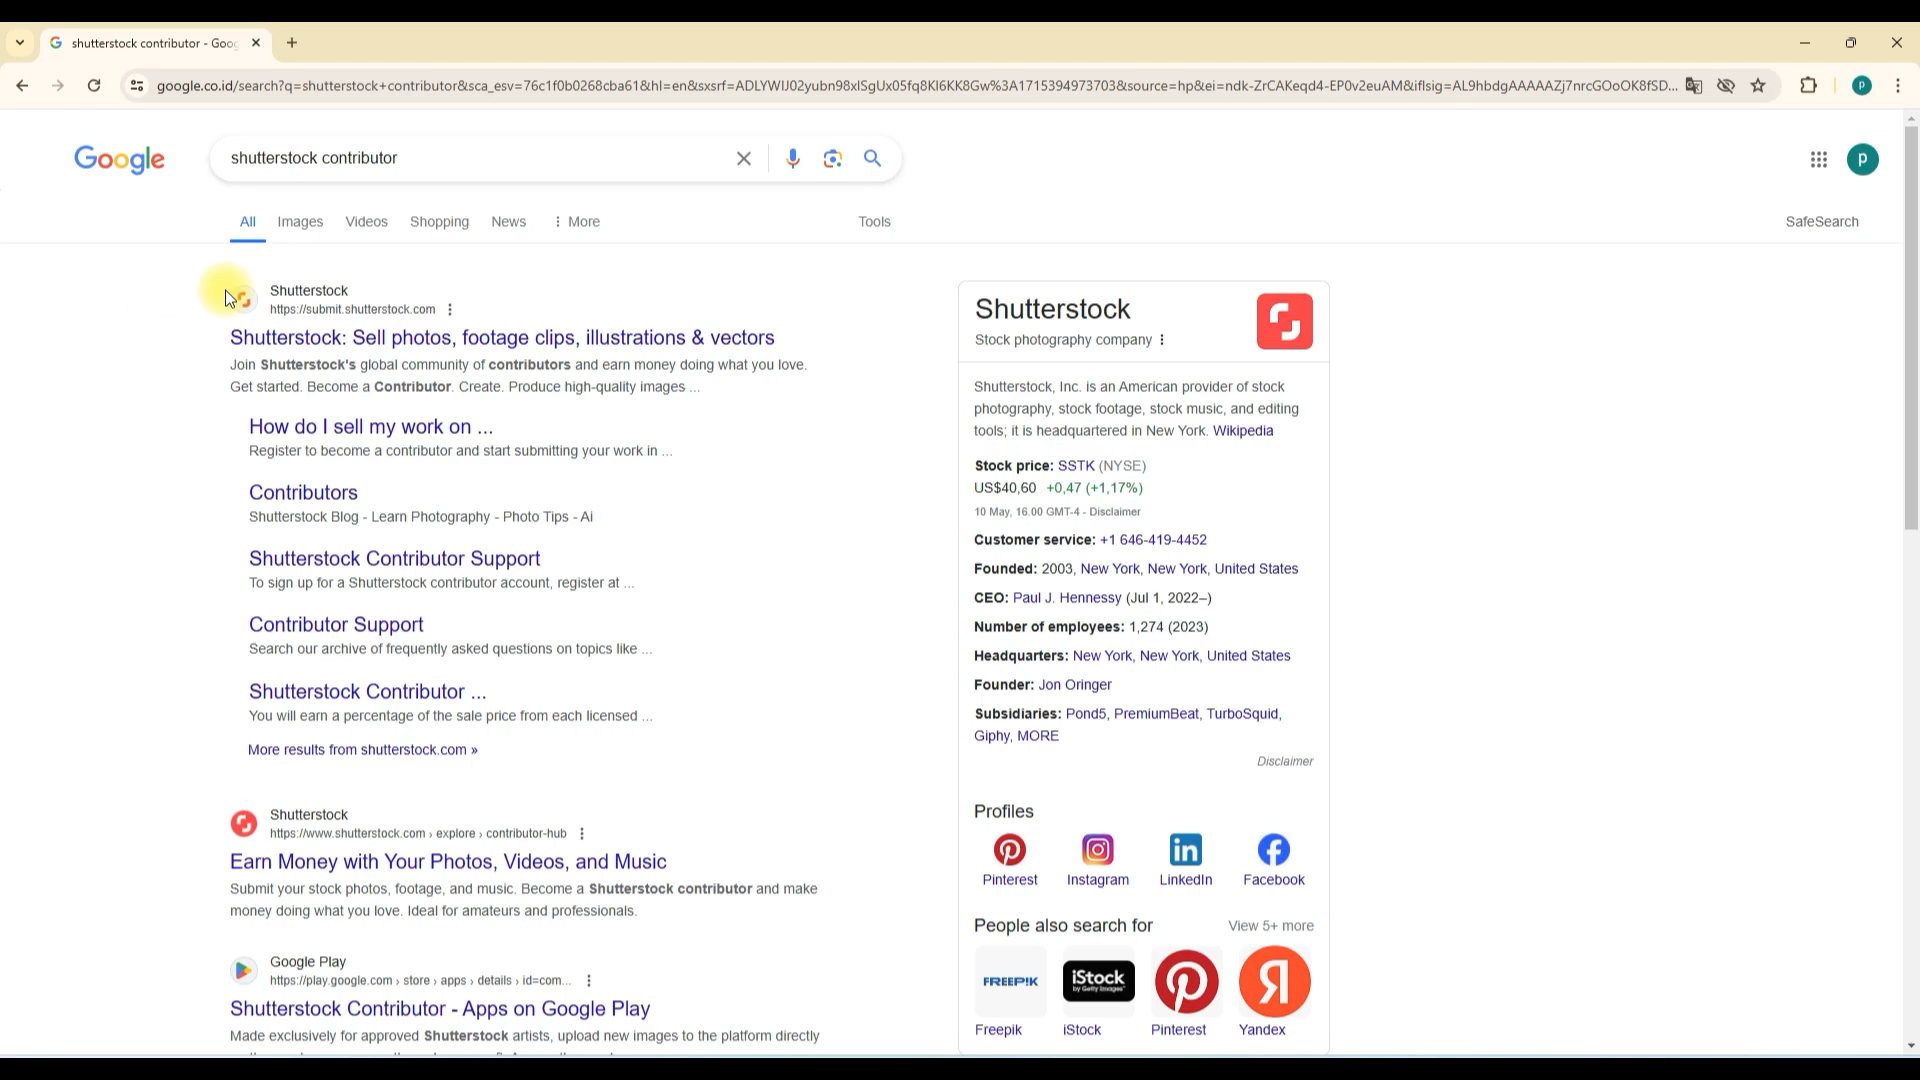 shutterstock contributor - Goog
google.co.id/search?q=shutterstock+contributor&sca_esv=76c1f0b0268cba61&hl=en&sxsrf=ADLYWIJ02yubn98xlSgUx05fq8KI6KK8Gw%3A1715394973703&source=hp&ei=ndk-ZrCAKeqd4-EP0v2euAM&iflsig=AL9hbdgAAAAAZj7nrcGOoOK8fSD...
P
Google
shutterstock contributor
P
All Images Videos Shopping News More Tools SafeSearch
Shutterstock
https://submit.shutterstock.com
Shutterstock: Sell photos, footage clips, illustrations & vectors
Join Shutterstock's global community of contributors and earn money doing what you love.
Get started. Become a Contributor. Create. Produce high-quality images ...
How do I sell my work on ...
Register to become a contributor and start submitting your work in ...
Contributors
Shutterstock Blog - Learn Photography - Photo Tips - Ai
Shutterstock Contributor Support
To sign up for a Shutterstock contributor account, register at ...
Contributor Support
Search our archive of frequently asked questions on topics like ...
Shutterstock Contributor ...
You will earn a percentage of the sale price from each licensed ...
More results from shutterstock.com »
Shutterstock
https://www.shutterstock.com › explore › contributor-hub
Earn Money with Your Photos, Videos, and Music
Submit your stock photos, footage, and music. Become a Shutterstock contributor and make
money doing what you love. Ideal for amateurs and professionals.
Google Play
https://play.google.com › store › apps › details › id=com...
Shutterstock Contributor - Apps on Google Play
Made exclusively for approved Shutterstock artists, upload new images to the platform directly
Shutterstock
Stock photography company
Shutterstock, Inc. is an American provider of stock
photography, stock footage, stock music, and editing
tools; it is headquartered in New York. Wikipedia
Stock price: SSTK (NYSE)
US$40,60 +0,47 (+1,17%)
10 May, 16.00 GMT-4 - Disclaimer
Customer service: +1 646-419-4452
Founded: 2003, New York, New York, United States
CEO: Paul J. Hennessy (Jul 1, 2022–)
Number of employees: 1,274 (2023)
Headquarters: New York, New York, United States
Founder: Jon Oringer
Subsidiaries: Pond5, PremiumBeat, TurboSquid,
Giphy, MORE
Disclaimer
Profiles
Pinterest Instagram LinkedIn Facebook
People also search for View 5+ more
FREEP!K iStock by Getty Images Я
Freepik iStock Pinterest Yandex